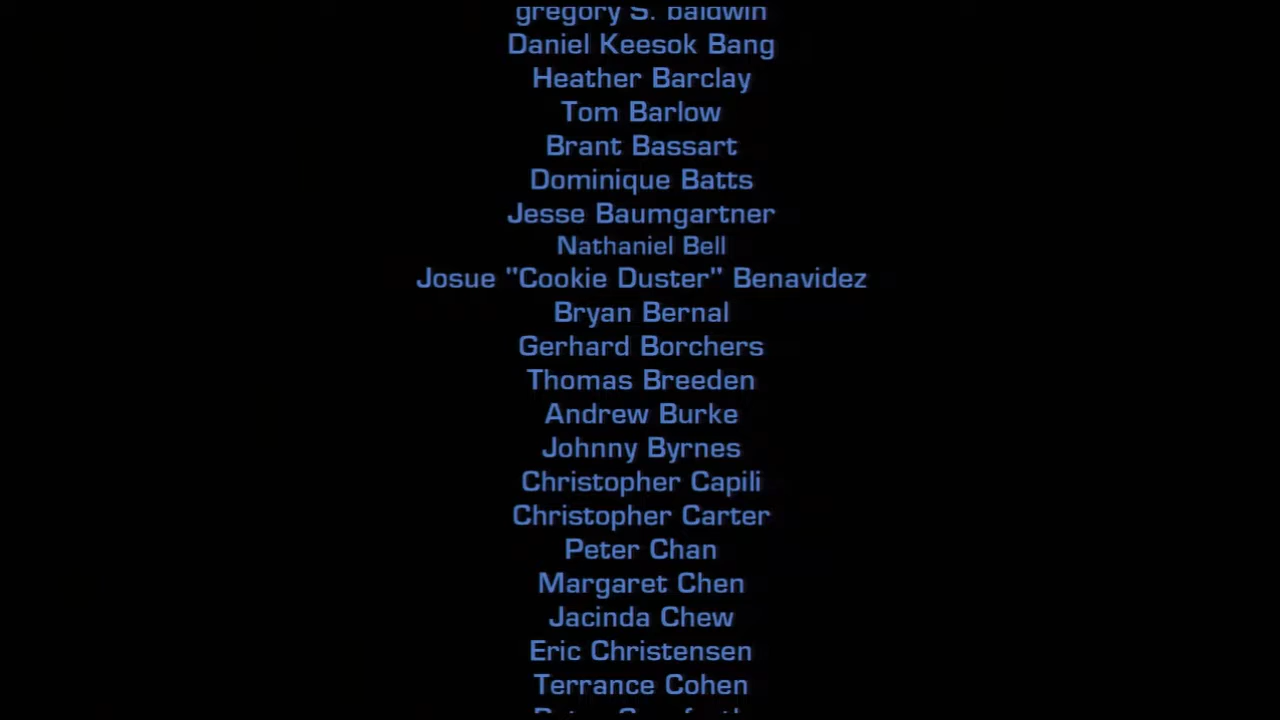 gregory S. baldwin
Daniel Keesok Bang
Heather Barclay
Tom Barlow
Brant Bassart
Dominique Batts
Jesse Baumgartner
Nathaniel Bell
Josue "Cookie Duster" Benavidez
Bryan Bernal
Gerhard Borchers
Thomas Breeden
Andrew Burke
Johnny Byrnes
Christopher Capili
Christopher Carter
Peter Chan
Margaret Chen
Jacinda Chew
Eric Christensen
Terrance Cohen